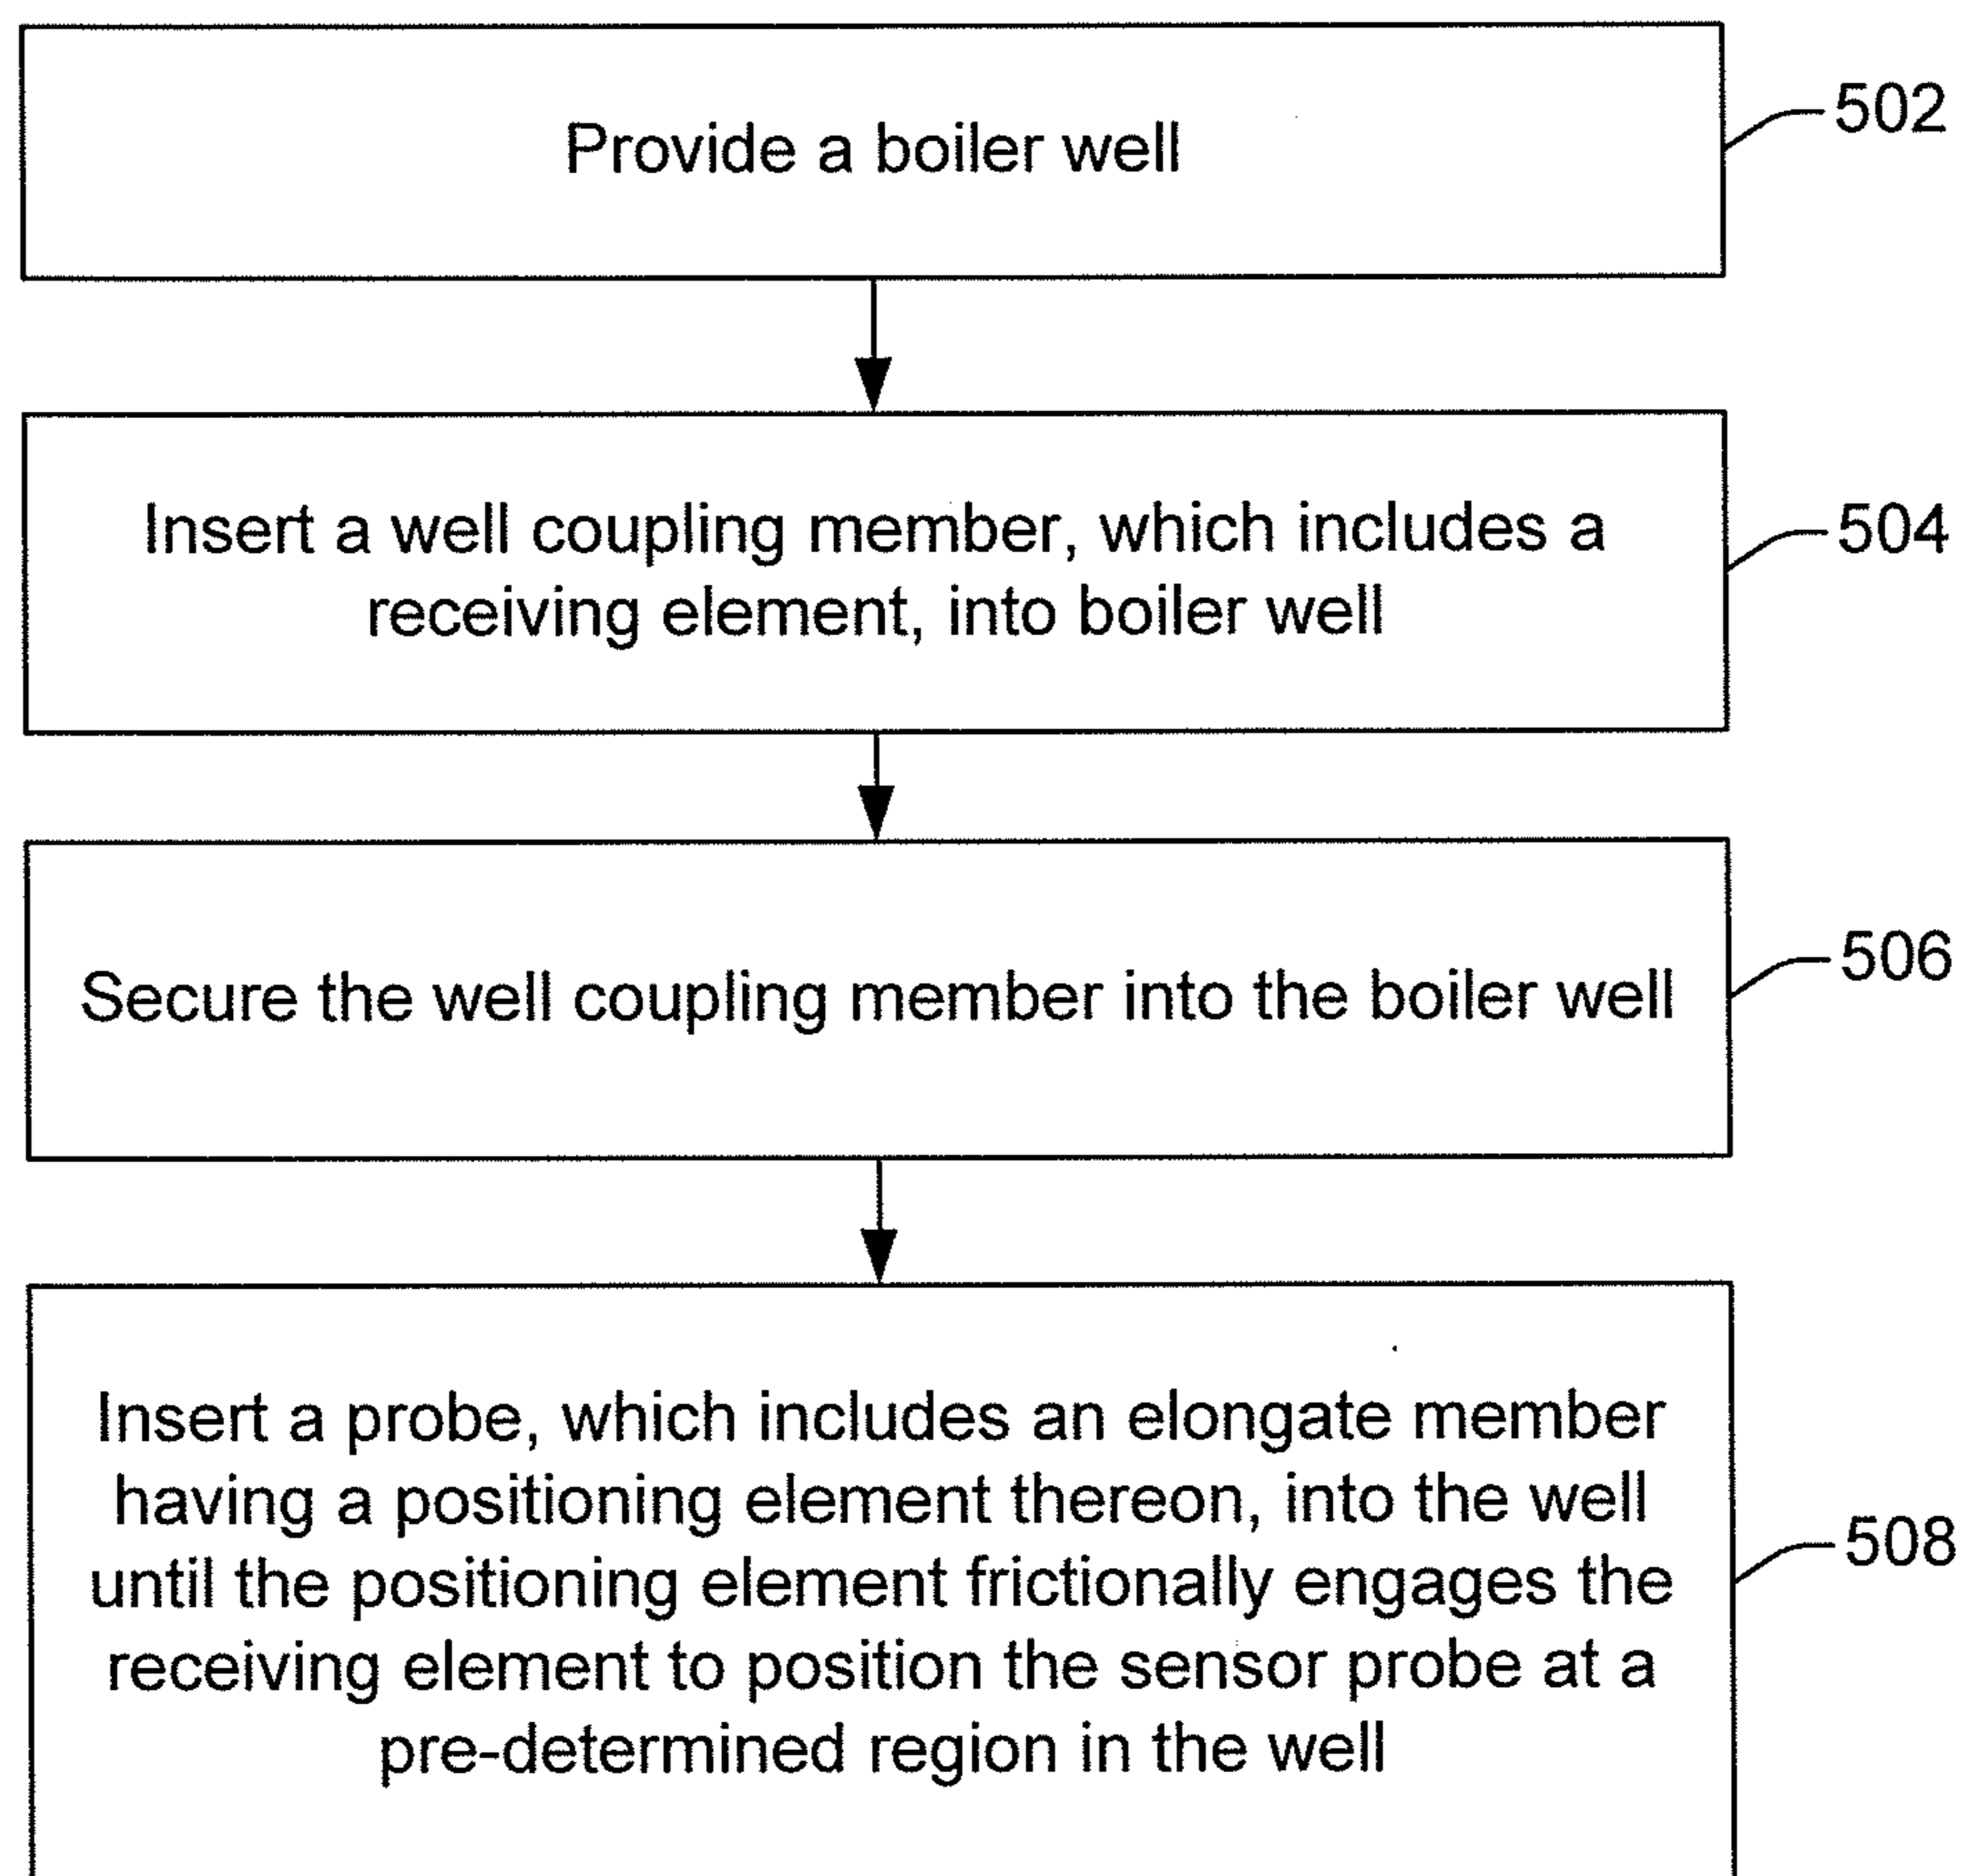 Provide a boiler well
502
Insert a well coupling member, which includes a
receiving element, into boiler well
504
Secure the well coupling member into the boiler well
506
Insert a probe, which includes an elongate member
having a positioning element thereon, into the well
until the positioning element frictionally engages the
receiving element to position the sensor probe at a
pre-determined region in the well
508